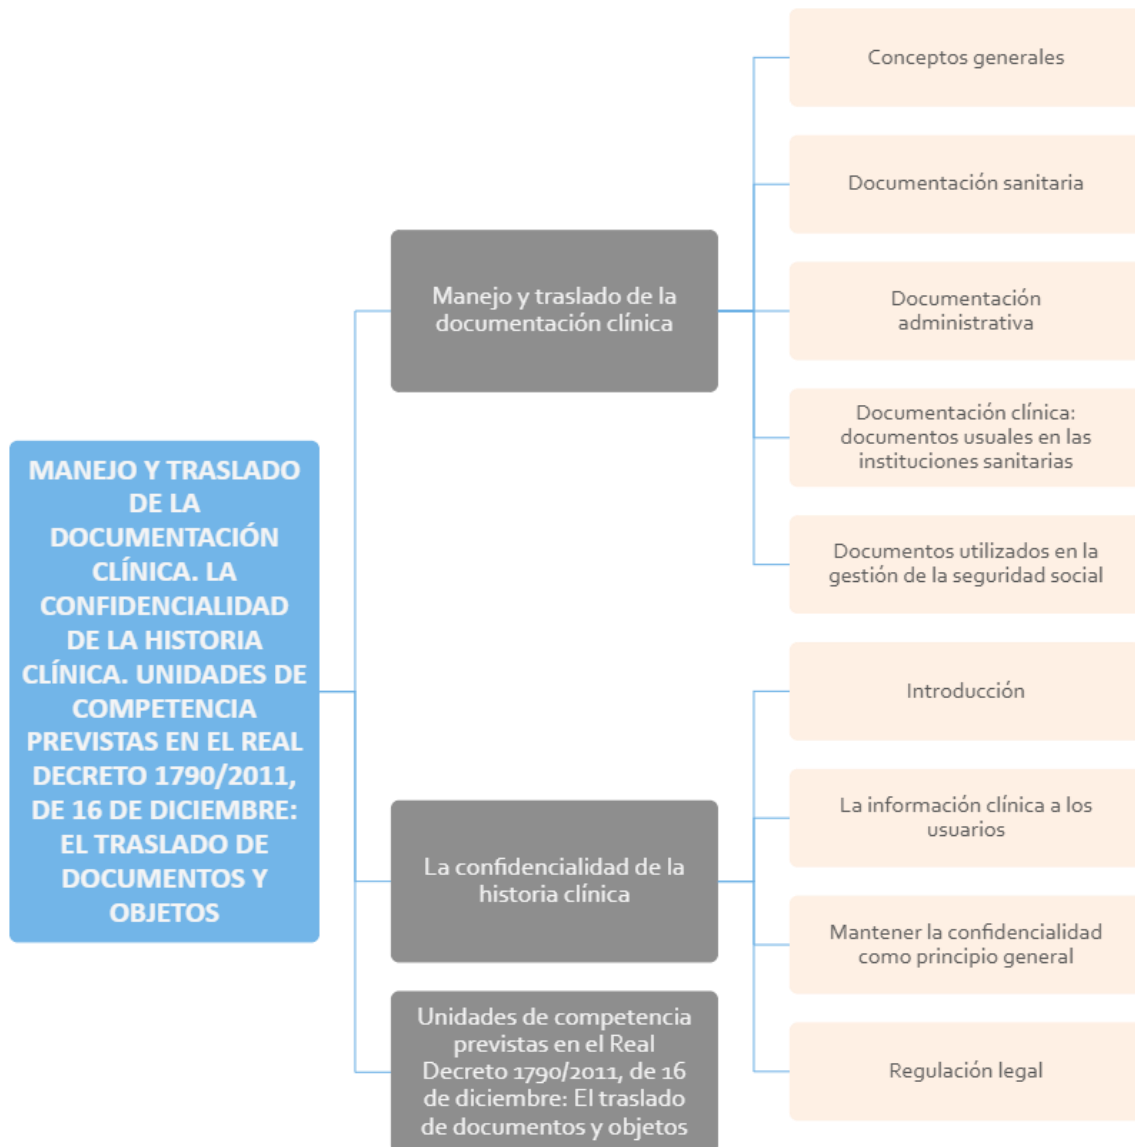 MANEJO Y TRASLADO
DE LA
DOCUMENTACIÓN
CLÍNICA. LA
CONFIDENCIALIDAD
DE LA HISTORIA
CLÍNICA. UNIDADES DE
COMPETENCIA
PREVISTAS EN EL REAL
DECRETO 1790/2011,
DE 16 DE DICIEMBRE:
EL TRASLADO DE
DOCUMENTOS Y
OBJETOS
Manejo y traslado de la
documentación clínica
Conceptos generales
Documentación sanitaria
Documentación
administrativa
Documentación clínica:
documentos usuales en las
instituciones sanitarias
Documentos utilizados en la
gestión de la seguridad social
La confidencialidad de la
historia clínica
Introducción
La información clínica a los
usuarios
Mantener la confidencialidad
como principio general
Regulación legal
Unidades de competencia
previstas en el Real
Decreto 1790/2011, de 16
de diciembre: El traslado
de documentos y objetos